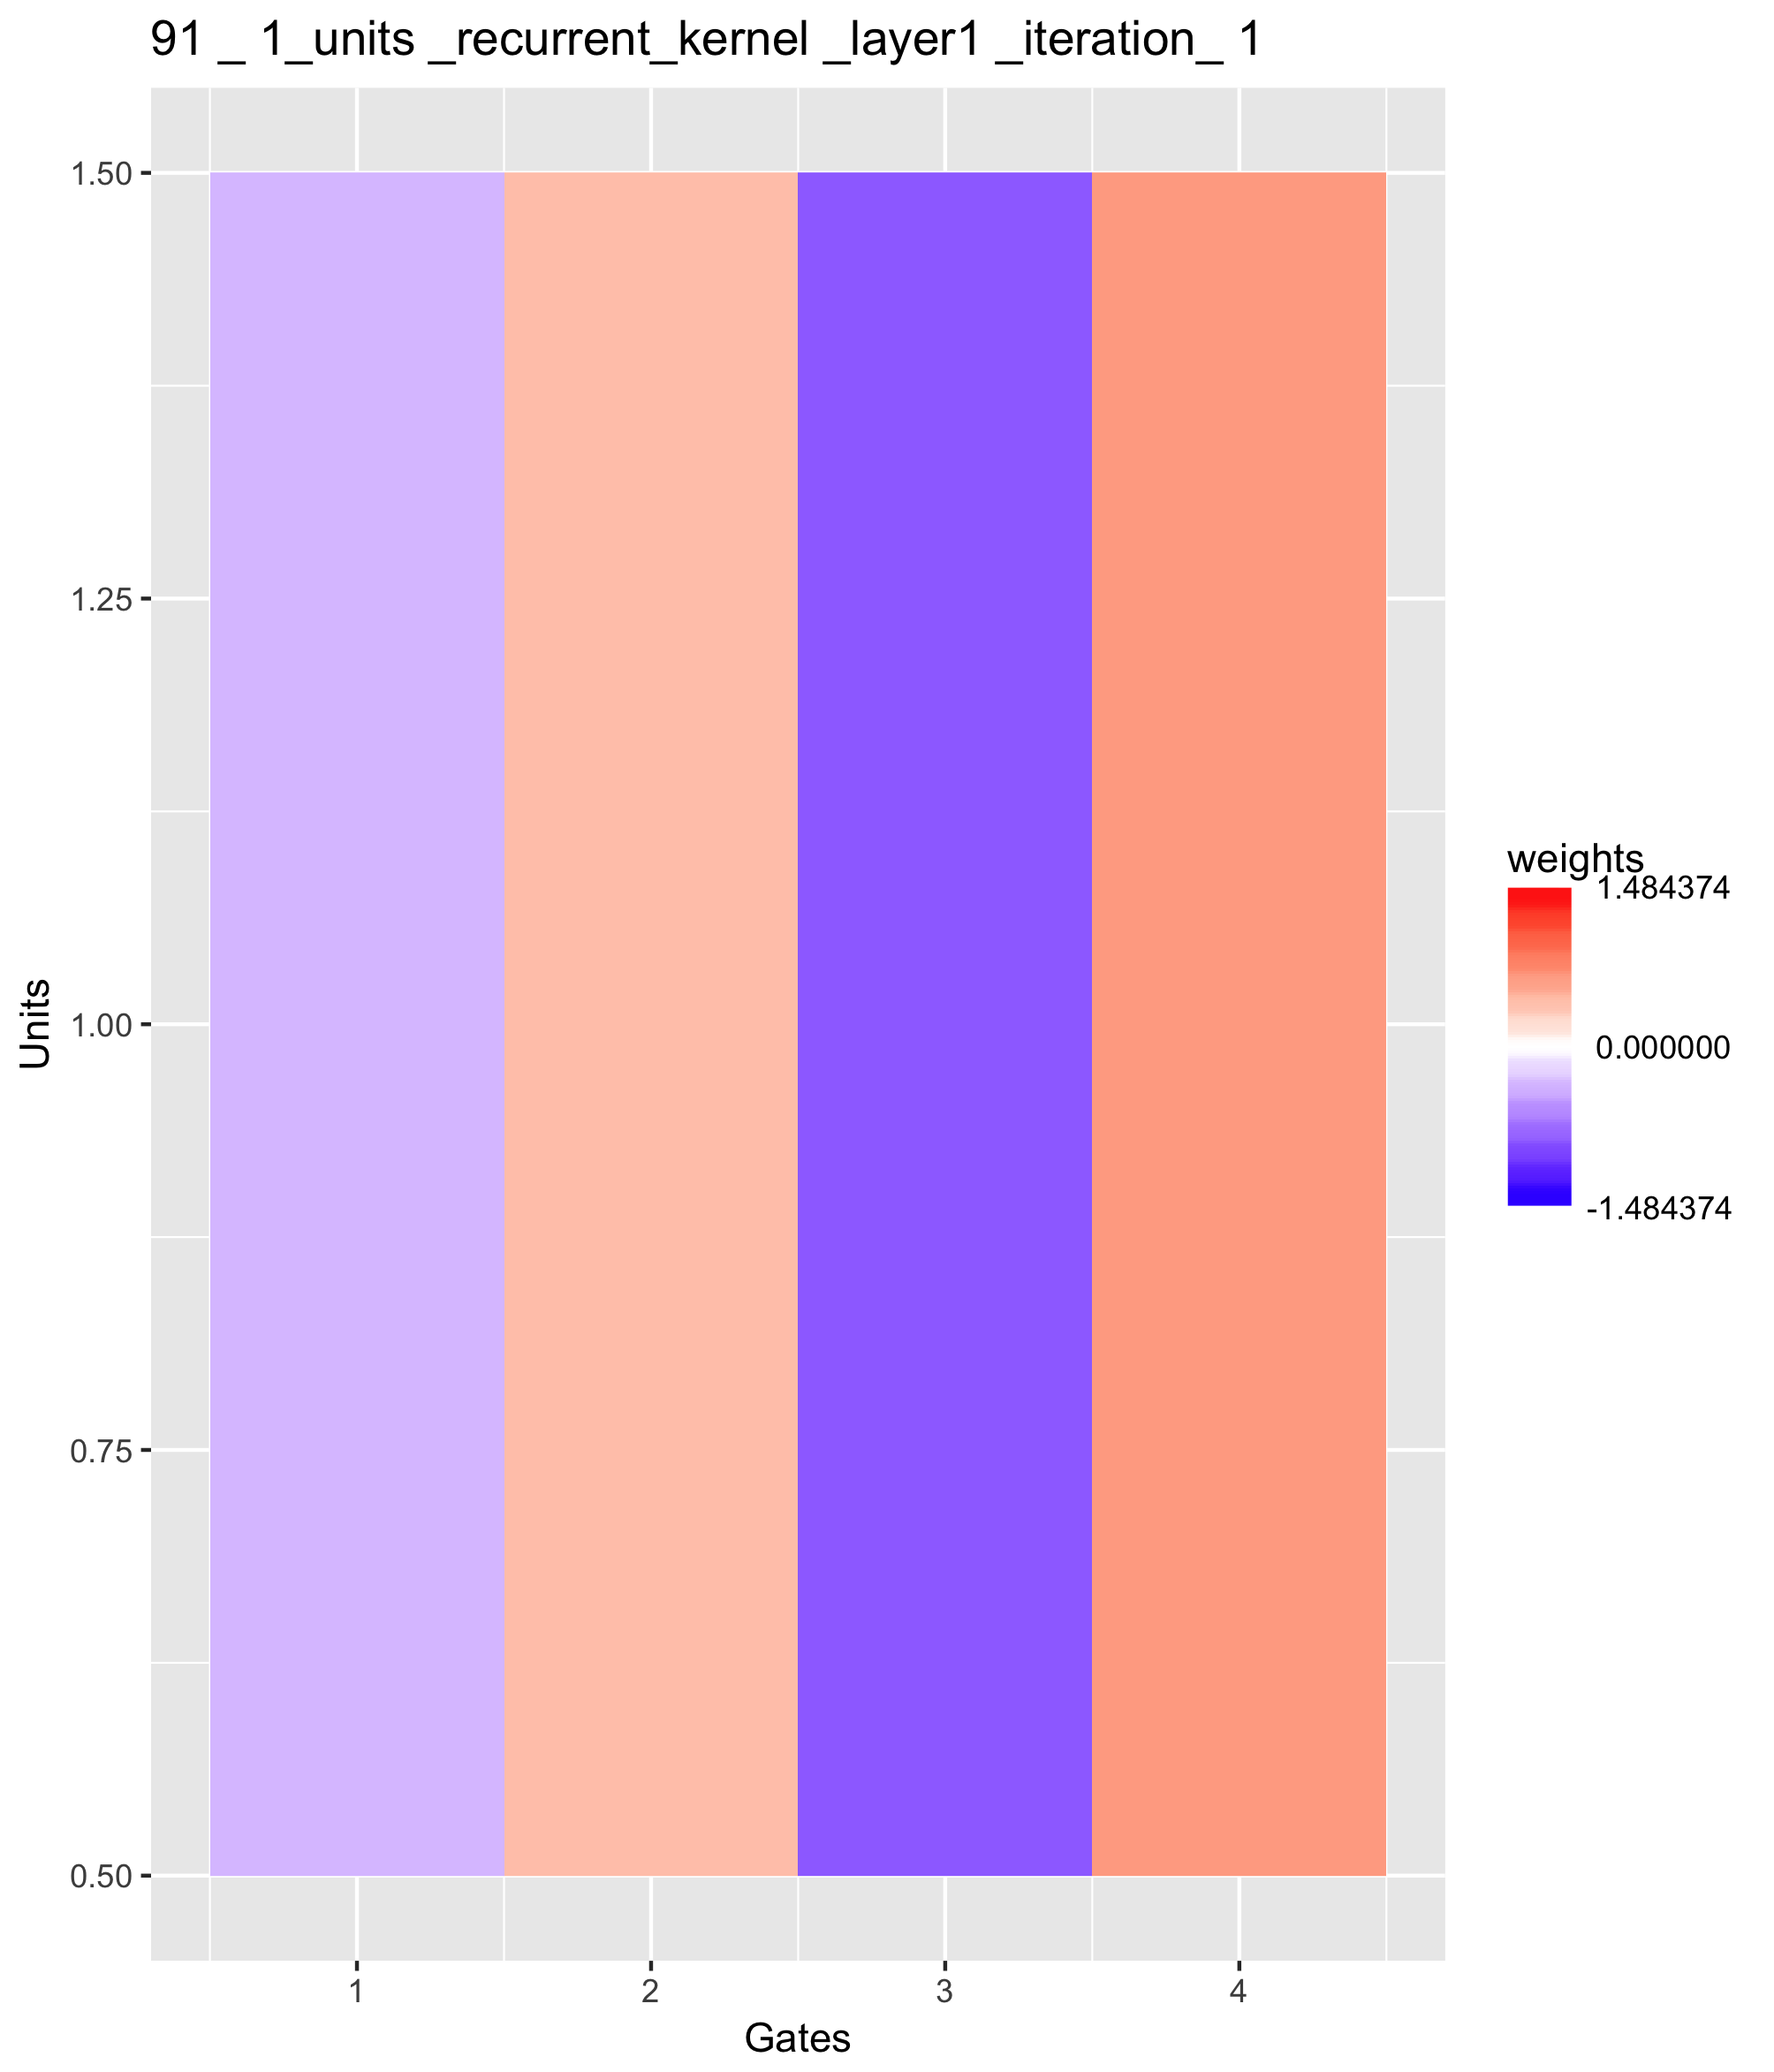 91 _ 1_units _recurrent_kernel _layer1 _iteration_ 1
1.50
1.25
1.00
0.75
0.50
Units
1 2 3 4
Gates
weights
1.484374
0.000000
-1.484374